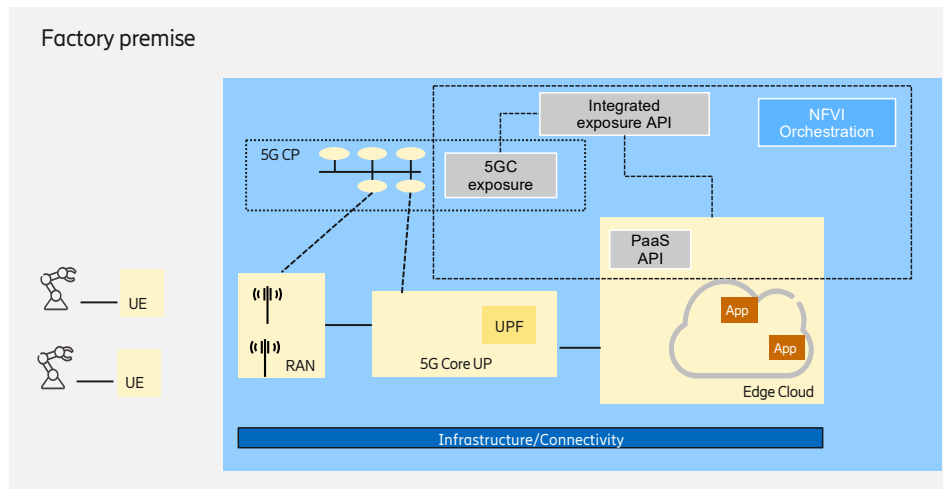 Factory premise
Integrated
exposure API
NFVI
Orchestration
5G CP
5GC
exposure
PaaS
API
UE
App
UPF
App
RAN
5G Core UP
UE
Edge Cloud
Infrastructure/Connectivity